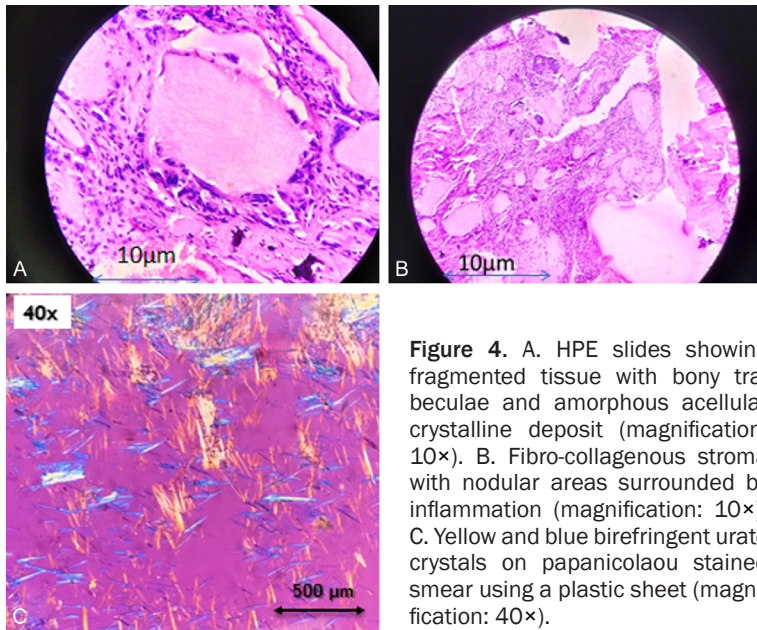 10μm
A
10μm
B
40x
500 μm
C
Figure 4. A. HPE slides showin
fragmented tissue with bony tra
beculae and amorphous acellula
crystalline deposit (magnification
10×). B. Fibro-collagenous stroma
with nodular areas surrounded b
inflammation (magnification: 10×
C. Yellow and blue birefringent urate
crystals on papanicolaou stained
smear using a plastic sheet (magn
fication: 40×).